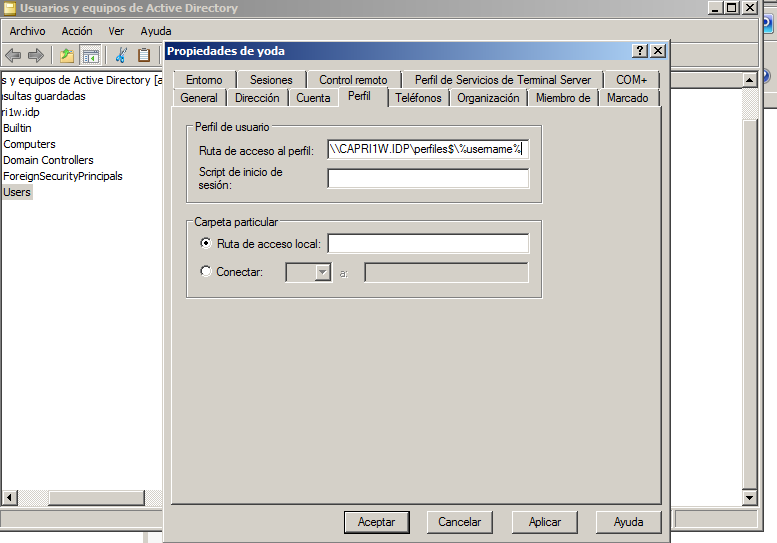 Usuarios y equipos de Active Directory
Archivo Acción Ver Ayuda
s y equipos de Active Directory [a
nsultas guardadas
ri1w.idp
Builtin
Computers
Domain Controllers
ForeignSecurityPrincipals
Users
Propiedades de yoda
Entorno Sesiones Control remoto Perfil de Servicios de Terminal Server COM+
General Dirección Cuenta Perfil Teléfonos Organización Miembro de Marcado
Perfil de usuario
Ruta de acceso al perfil: \\CAPRI1W.IDP\perfiles$\%username%
Script de inicio de
sesión:
Carpeta particular
Ruta de acceso local:
Conectar: a:
Aceptar Cancelar Aplicar Ayuda